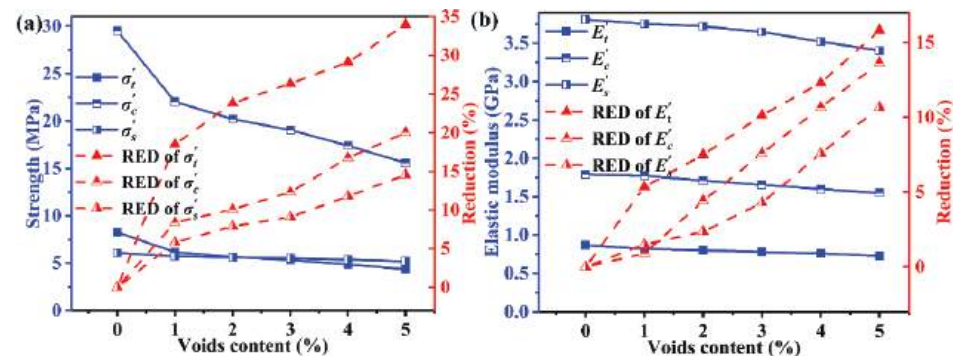 (a)
30
25
20
15
10
5
0
Strength (MPa)
σ't
σ'c
σ's
RED of σ't
RED of σ'c
RED of σ's
35
30
25
20
15
10
5
0
Reduction (%)
0 1 2 3 4 5
Voids content (%)
(b)
3.5
3.0
2.5
2.0
1.5
1.0
0.5
0.0
Elastic modulus (GPa)
E't
E'c
E's
RED of E't
RED of E'c
RED of E's
15
10
5
0
Reduction (%)
0 1 2 3 4 5
Voids content (%)